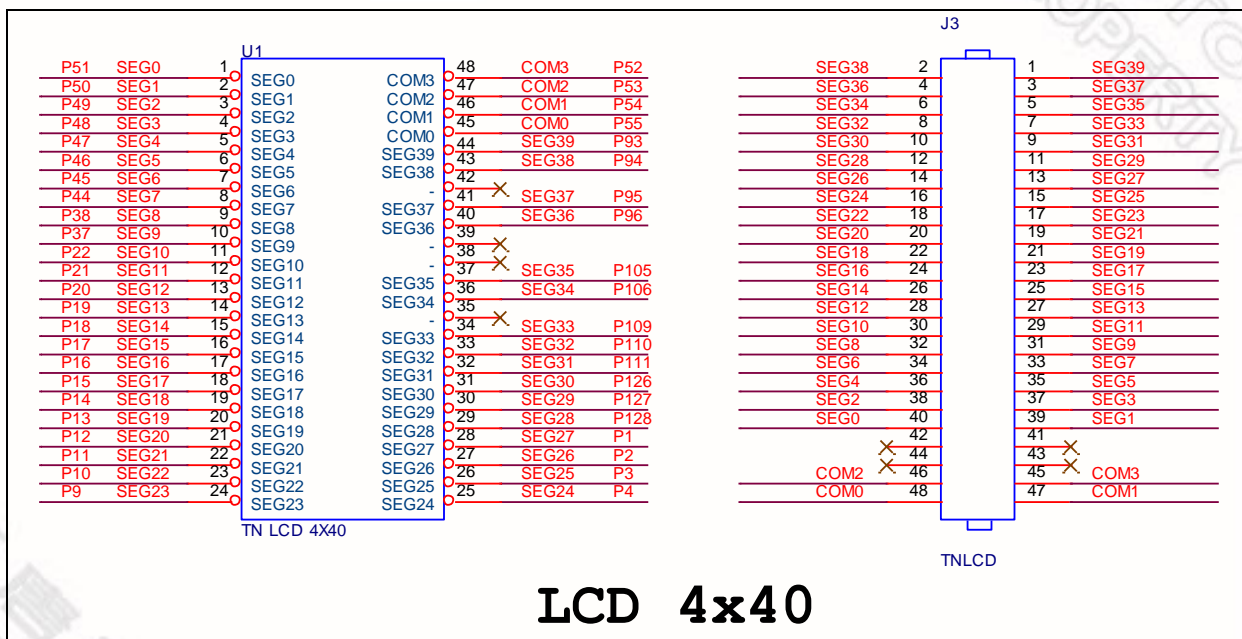 J3
U1
P51 SEG0 1 SEG0 COM3 48 COM3 P52 SEG38 2 1 SEG39
P50 SEG1 2 SEG1 COM2 47 COM2 P53 SEG36 4 3 SEG37
P49 SEG2 3 SEG2 COM1 46 COM1 P54 SEG34 6 5 SEG35
P48 SEG3 4 SEG3 COM0 45 COM0 P55 SEG32 8 7 SEG33
P47 SEG4 5 SEG4 SEG39 44 SEG39 P93 SEG30 10 9 SEG31
P46 SEG5 6 SEG5 SEG38 43 SEG38 P94 SEG28 12 11 SEG29
P45 SEG6 7 SEG6 - 42 SEG26 14 13 SEG27
P44 SEG7 8 SEG7 SEG37 41 SEG37 P95 SEG24 16 15 SEG25
P38 SEG8 9 SEG8 SEG36 40 SEG36 P96 SEG22 18 17 SEG23
P37 SEG9 10 SEG9 - 39 SEG20 20 19 SEG21
P22 SEG10 11 SEG10 - 38 SEG18 22 21 SEG19
P21 SEG11 12 SEG11 SEG35 37 SEG35 P105 SEG16 24 23 SEG17
P20 SEG12 13 SEG12 SEG34 36 SEG34 P106 SEG14 26 25 SEG15
P19 SEG13 14 SEG13 - 35 SEG12 28 27 SEG13
P18 SEG14 15 SEG14 SEG33 34 SEG33 P109 SEG10 30 29 SEG11
P17 SEG15 16 SEG15 SEG32 33 SEG32 P110 SEG8 32 31 SEG9
P16 SEG16 17 SEG16 SEG31 32 SEG31 P111 SEG6 34 33 SEG7
P15 SEG17 18 SEG17 SEG30 31 SEG30 P126 SEG4 36 35 SEG5
P14 SEG18 19 SEG18 SEG29 30 SEG29 P127 SEG2 38 37 SEG3
P13 SEG19 20 SEG19 SEG28 29 SEG28 P128 SEG0 40 39 SEG1
P12 SEG20 21 SEG20 SEG27 28 SEG27 P1 42 41
P11 SEG21 22 SEG21 SEG26 27 SEG26 P2 44 43
P10 SEG22 23 SEG22 SEG25 26 SEG25 P3 COM2 46 45 COM3
P9 SEG23 24 SEG23 SEG24 25 SEG24 P4 COM0 48 47 COM1
TN LCD 4X40
TNLCD
LCD 4x40